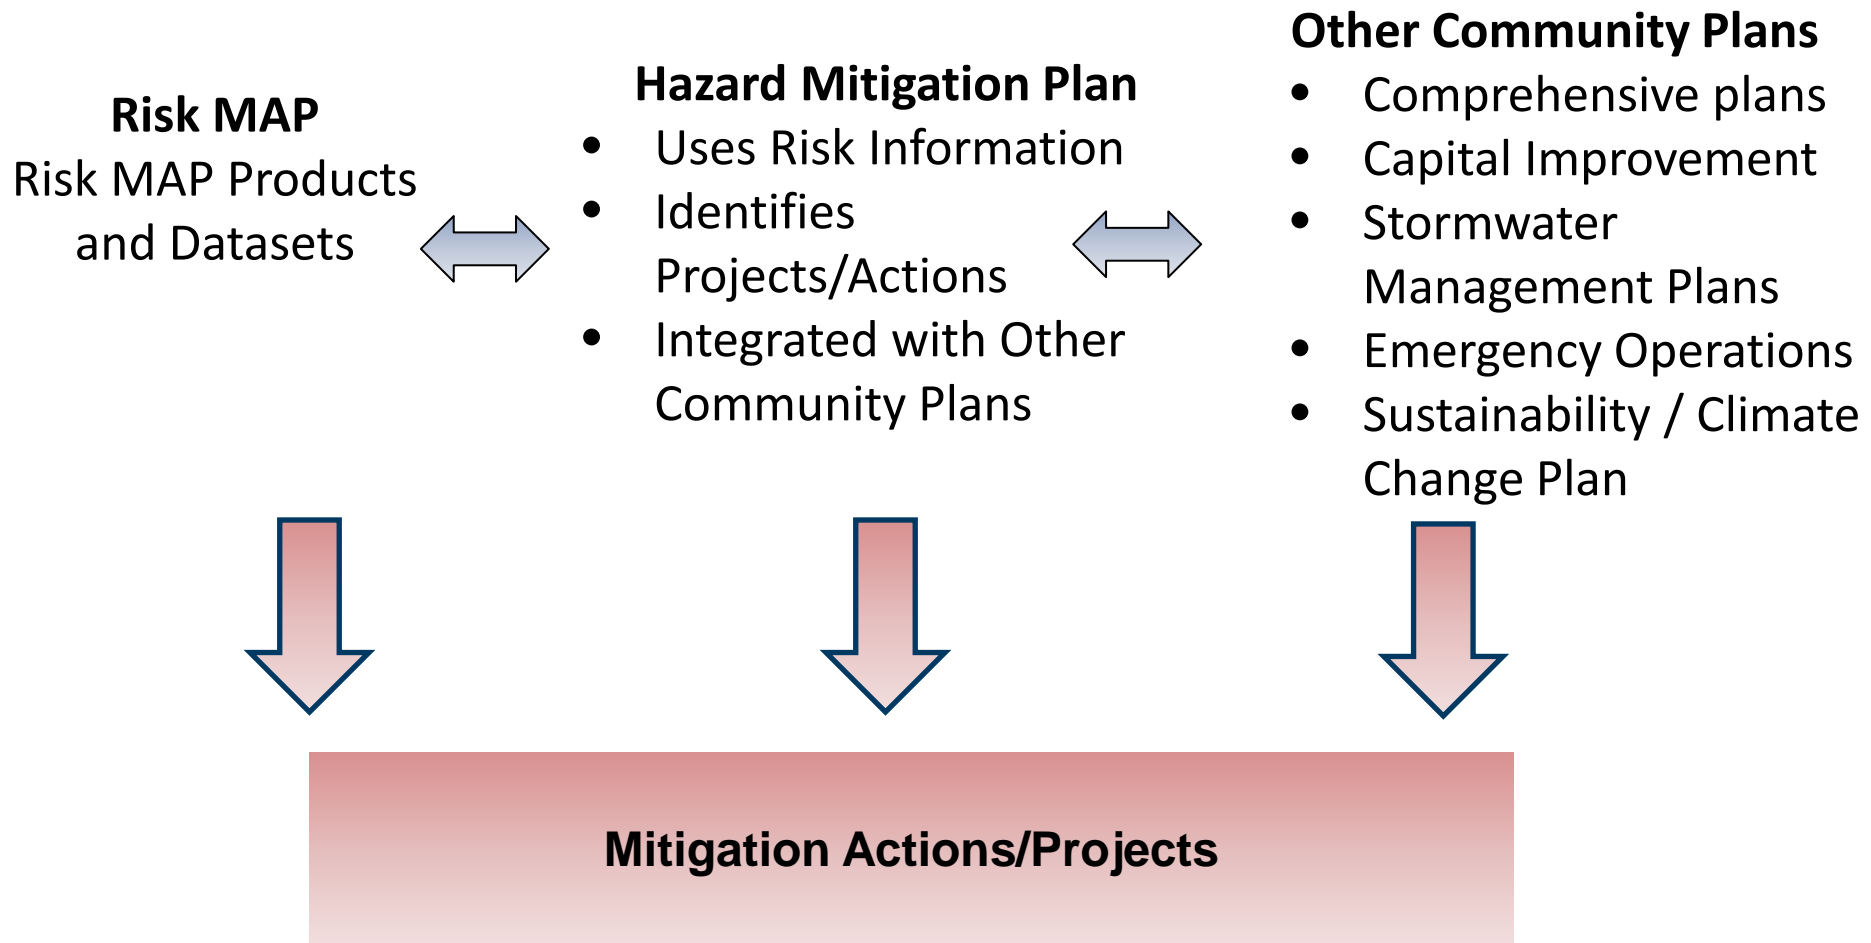 Risk MAP
Risk MAP Products
and Datasets
Hazard Mitigation Plan
• Uses Risk Information
• Identifies
Projects/Actions
• Integrated with Other
Community Plans
Other Community Plans
• Comprehensive plans
• Capital Improvement
• Stormwater
Management Plans
• Emergency Operations
• Sustainability / Climate
Change Plan
Mitigation Actions/Projects